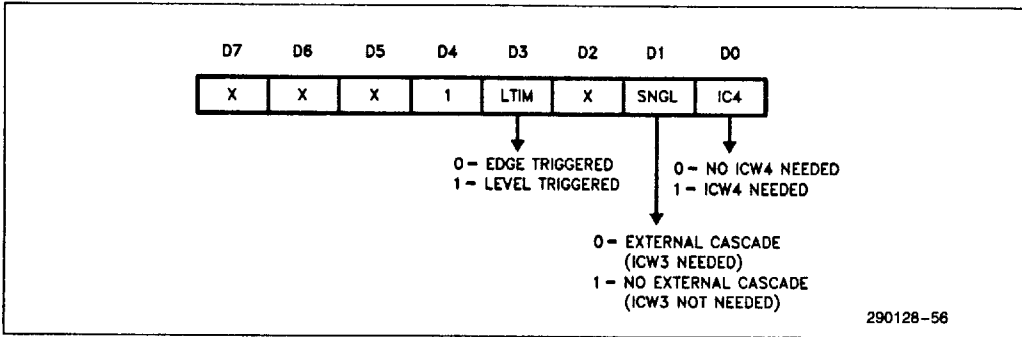 D7 D6 D5 D4 D3 D2 D1 D0
X X X 1 LTIM X SNGL IC4
0 – EDGE TRIGGERED
1 – LEVEL TRIGGERED
0 – NO ICW4 NEEDED
1 – ICW4 NEEDED
0 – EXTERNAL CASCADE
(ICW3 NEEDED)
1 – NO EXTERNAL CASCADE
(ICW3 NOT NEEDED)
290128–56